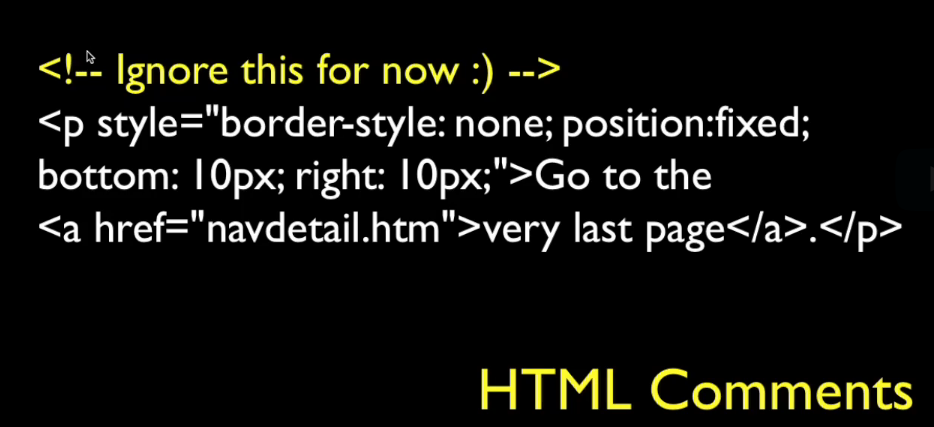 <!-- Ignore this for now :) -->
<p style="border-style: none; position:fixed;
bottom: 10px; right: 10px;">Go to the
<a href="navdetail.htm">very last page</a>.</p>
HTML Comments